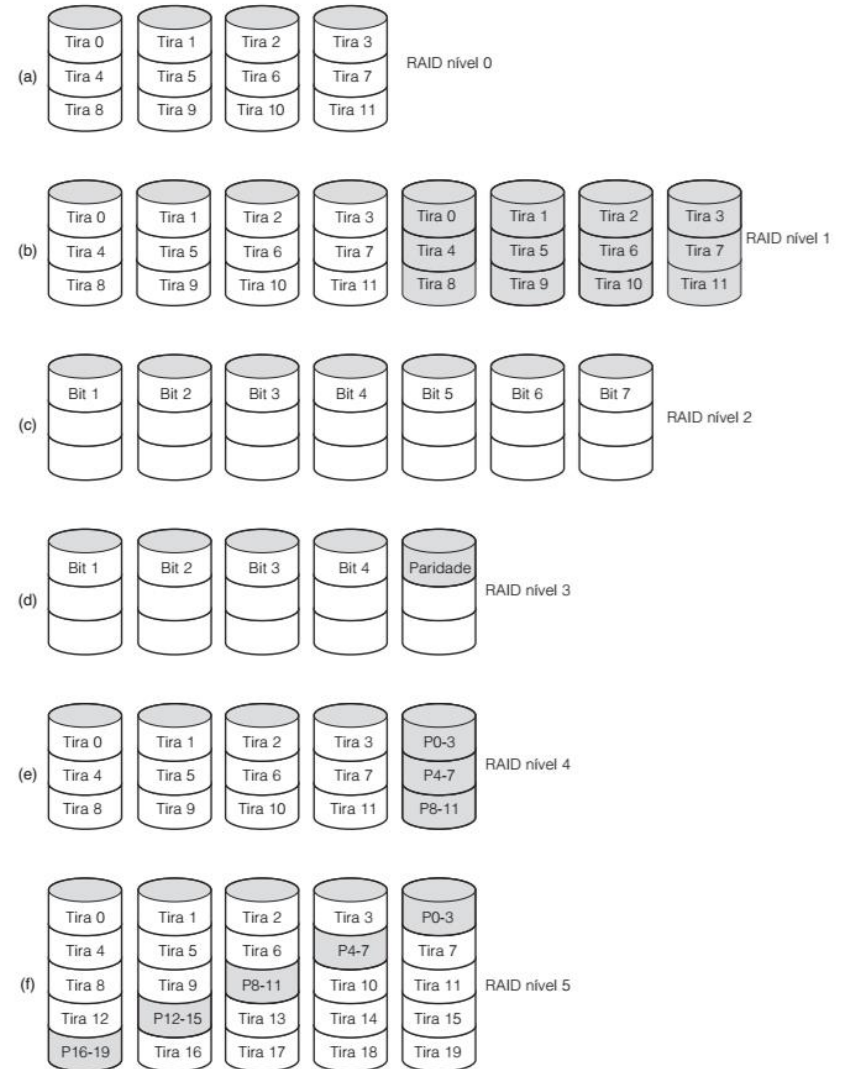 Tira 0 Tira 1 Tira 2 Tira 3
RAID nível 0
(a) Tira 4 Tira 5 Tira 6 Tira 7
Tira 8 Tira 9 Tira 10 Tira 11
Tira 0 Tira 1 Tira 2 Tira 3 Tira 0 Tira 1 Tira 2 Tira 3
RAID nível 1
(b) Tira 4 Tira 5 Tira 6 Tira 7 Tira 4 Tira 5 Tira 6 Tira 7
Tira 8 Tira 9 Tira 10 Tira 11 Tira 8 Tira 9 Tira 10 Tira 11
Bit 1 Bit 2 Bit 3 Bit 4 Bit 5 Bit 6 Bit 7
RAID nível 2
(c)
Bit 1 Bit 2 Bit 3 Bit 4 Paridade
RAID nível 3
(d)
Tira 0 Tira 1 Tira 2 Tira 3 P0-3
RAID nível 4
(e) Tira 4 Tira 5 Tira 6 Tira 7 P4-7
Tira 8 Tira 9 Tira 10 Tira 11 P8-11
Tira 0 Tira 1 Tira 2 Tira 3 P0-3
Tira 4 Tira 5 Tira 6 P4-7 Tira 7
(f) Tira 8 Tira 9 P8-11 Tira 10 Tira 11 RAID nível 5
Tira 12 P12-15 Tira 13 Tira 14 Tira 15
P16-19 Tira 16 Tira 17 Tira 18 Tira 19